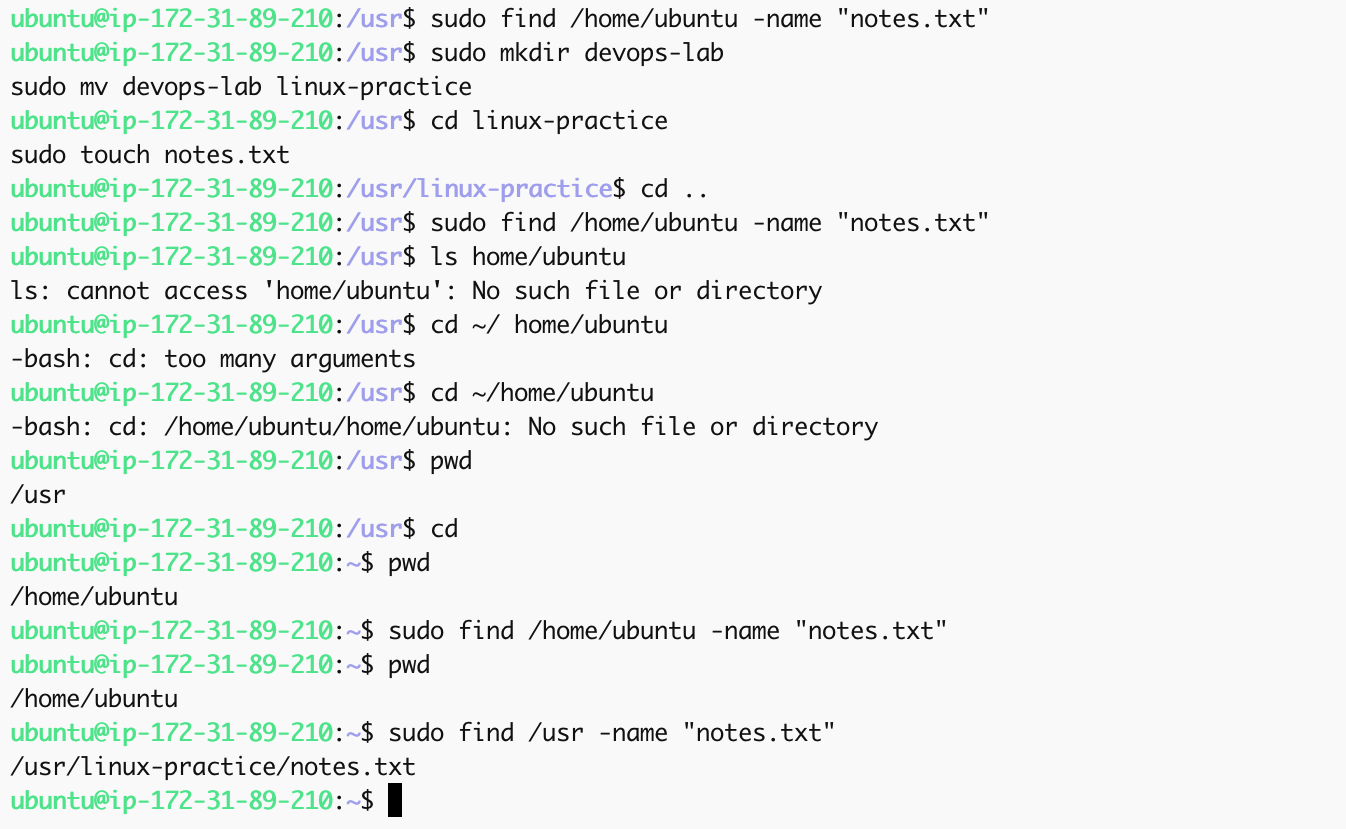 ubuntu@ip-172-31-89-210:/usr$ sudo find /home/ubuntu -name "notes.txt"
ubuntu@ip-172-31-89-210:/usr$ sudo mkdir devops-lab
sudo mv devops-lab linux-practice
ubuntu@ip-172-31-89-210:/usr$ cd linux-practice
sudo touch notes.txt
ubuntu@ip-172-31-89-210:/usr/linux-practice$ cd ..
ubuntu@ip-172-31-89-210:/usr$ sudo find /home/ubuntu -name "notes.txt"
ubuntu@ip-172-31-89-210:/usr$ ls home/ubuntu
ls: cannot access 'home/ubuntu': No such file or directory
ubuntu@ip-172-31-89-210:/usr$ cd ~/ home/ubuntu
-bash: cd: too many arguments
ubuntu@ip-172-31-89-210:/usr$ cd ~/home/ubuntu
-bash: cd: /home/ubuntu/home/ubuntu: No such file or directory
ubuntu@ip-172-31-89-210:/usr$ pwd
/usr
ubuntu@ip-172-31-89-210:/usr$ cd
ubuntu@ip-172-31-89-210:~$ pwd
/home/ubuntu
ubuntu@ip-172-31-89-210:~$ sudo find /home/ubuntu -name "notes.txt"
ubuntu@ip-172-31-89-210:~$ pwd
/home/ubuntu
ubuntu@ip-172-31-89-210:~$ sudo find /usr -name "notes.txt"
/usr/linux-practice/notes.txt
ubuntu@ip-172-31-89-210:~$